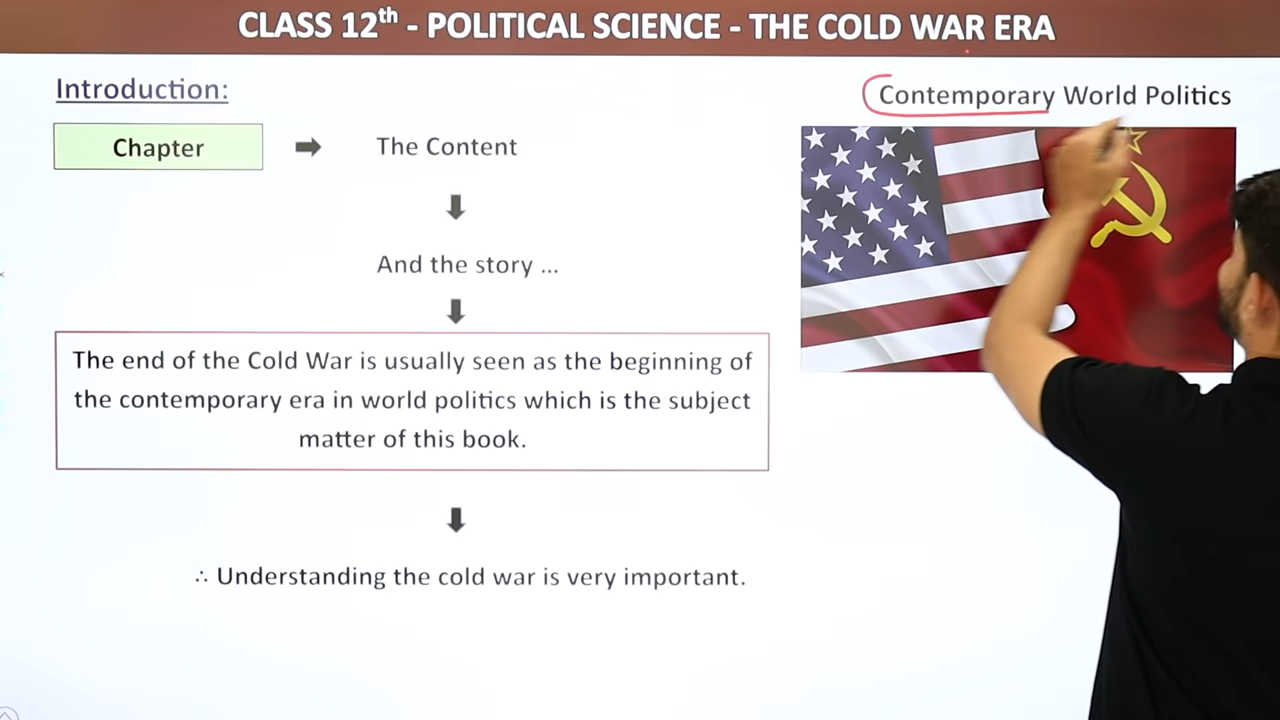 CLASS 12th - POLITICAL SCIENCE - THE COLD WAR ERA
Introduction:
Contemporary World Politics
Chapter
The Content
And the story ...
The end of the Cold War is usually seen as the beginning of
the contemporary era in world politics which is the subject
matter of this book.
∴ Understanding the cold war is very important.